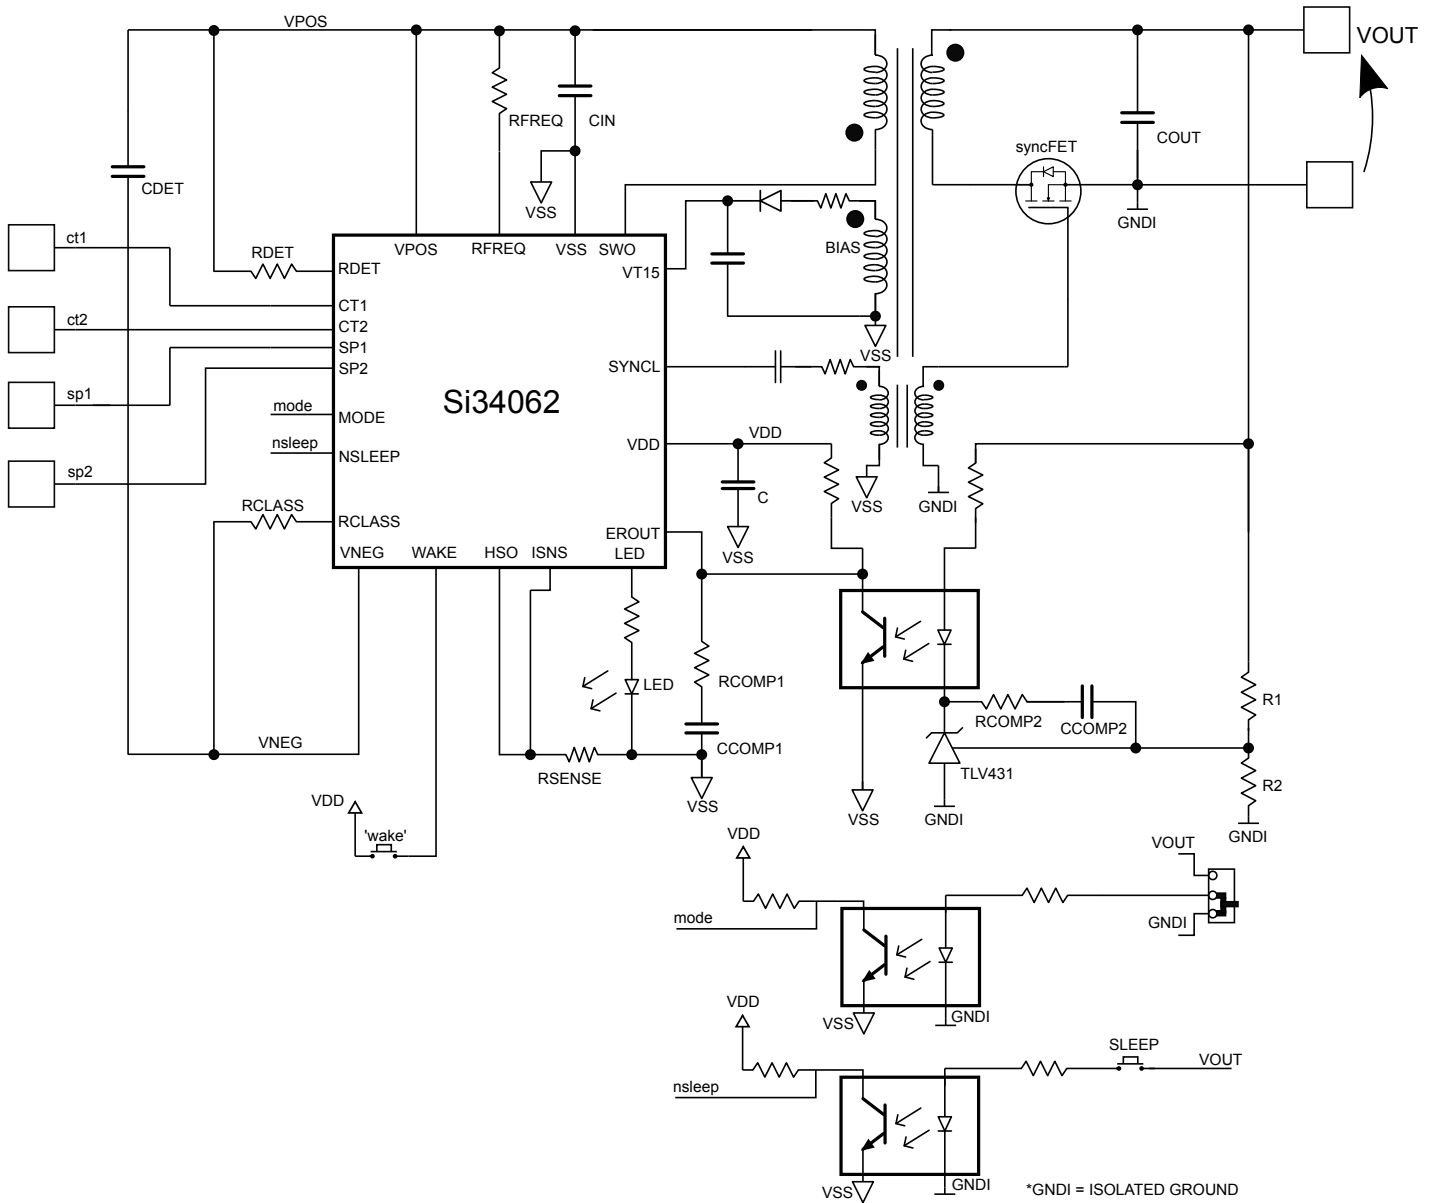 VPOS
VOUT
RFREQ
CIN
COUT
syncFET
CDET
VSS
GNDI
ct1
RDET
VPOS
RFREQ
VSS
SWO
BIAS
RDET
VT15
CT1
ct2
CT2
SP1
VSS
SP2
SYNCL
sp1
mode
MODE
Si34062
nsleep
NSLEEP
VDD
VDD
sp2
C
VSS
GNDI
RCLASS
RCLASS
EROUT
VSS
VNEG
WAKE
HSO
ISNS
LED
LED
RCOMP1
R1
RCOMP2
CCOMP2
VNEG
CCOMP1
RSENSE
TLV431
R2
VDD
VSS
VSS
GNDI
GNDI
'wake'
VDD
VOUT
mode
GNDI
VDD
VSS
GNDI
SLEEP
VOUT
nsleep
VSS
GNDI
*GNDI = ISOLATED GROUND